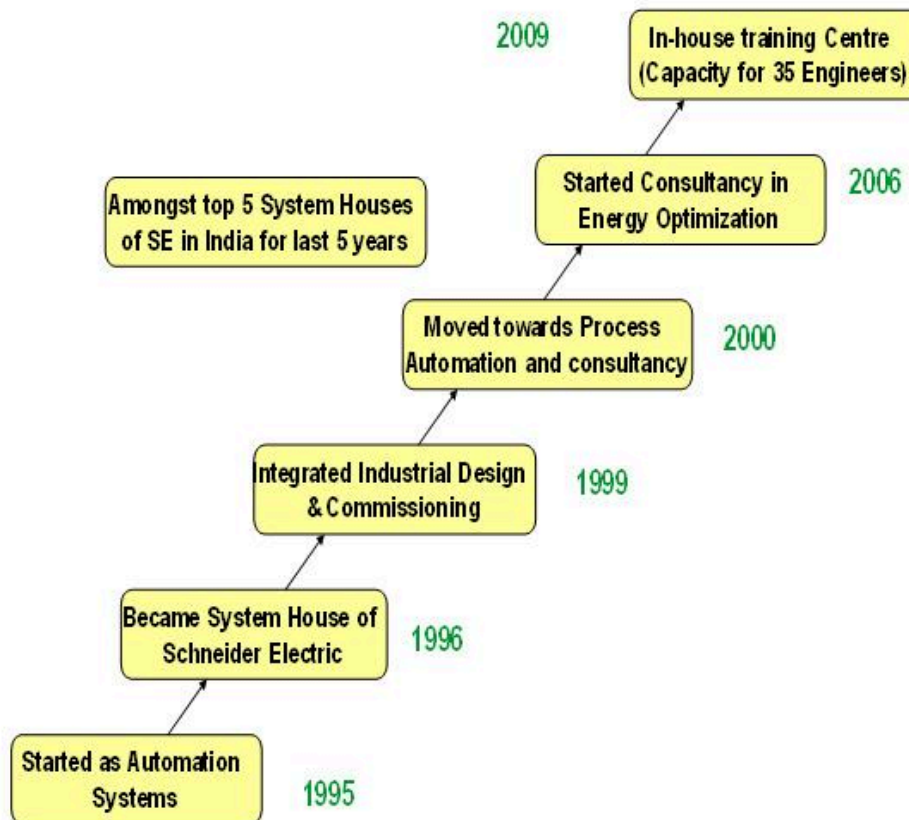 2009
In-house training Centre
(Capacity for 35 Engineers)
Started Consultancy in
Energy Optimization
2006
Amongst top 5 System Houses
of SE in India for last 5 years
Moved towards Process
Automation and consultancy
2000
Integrated Industrial Design
& Commissioning
1999
Became System House of
Schneider Electric
1996
Started as Automation
Systems
1995